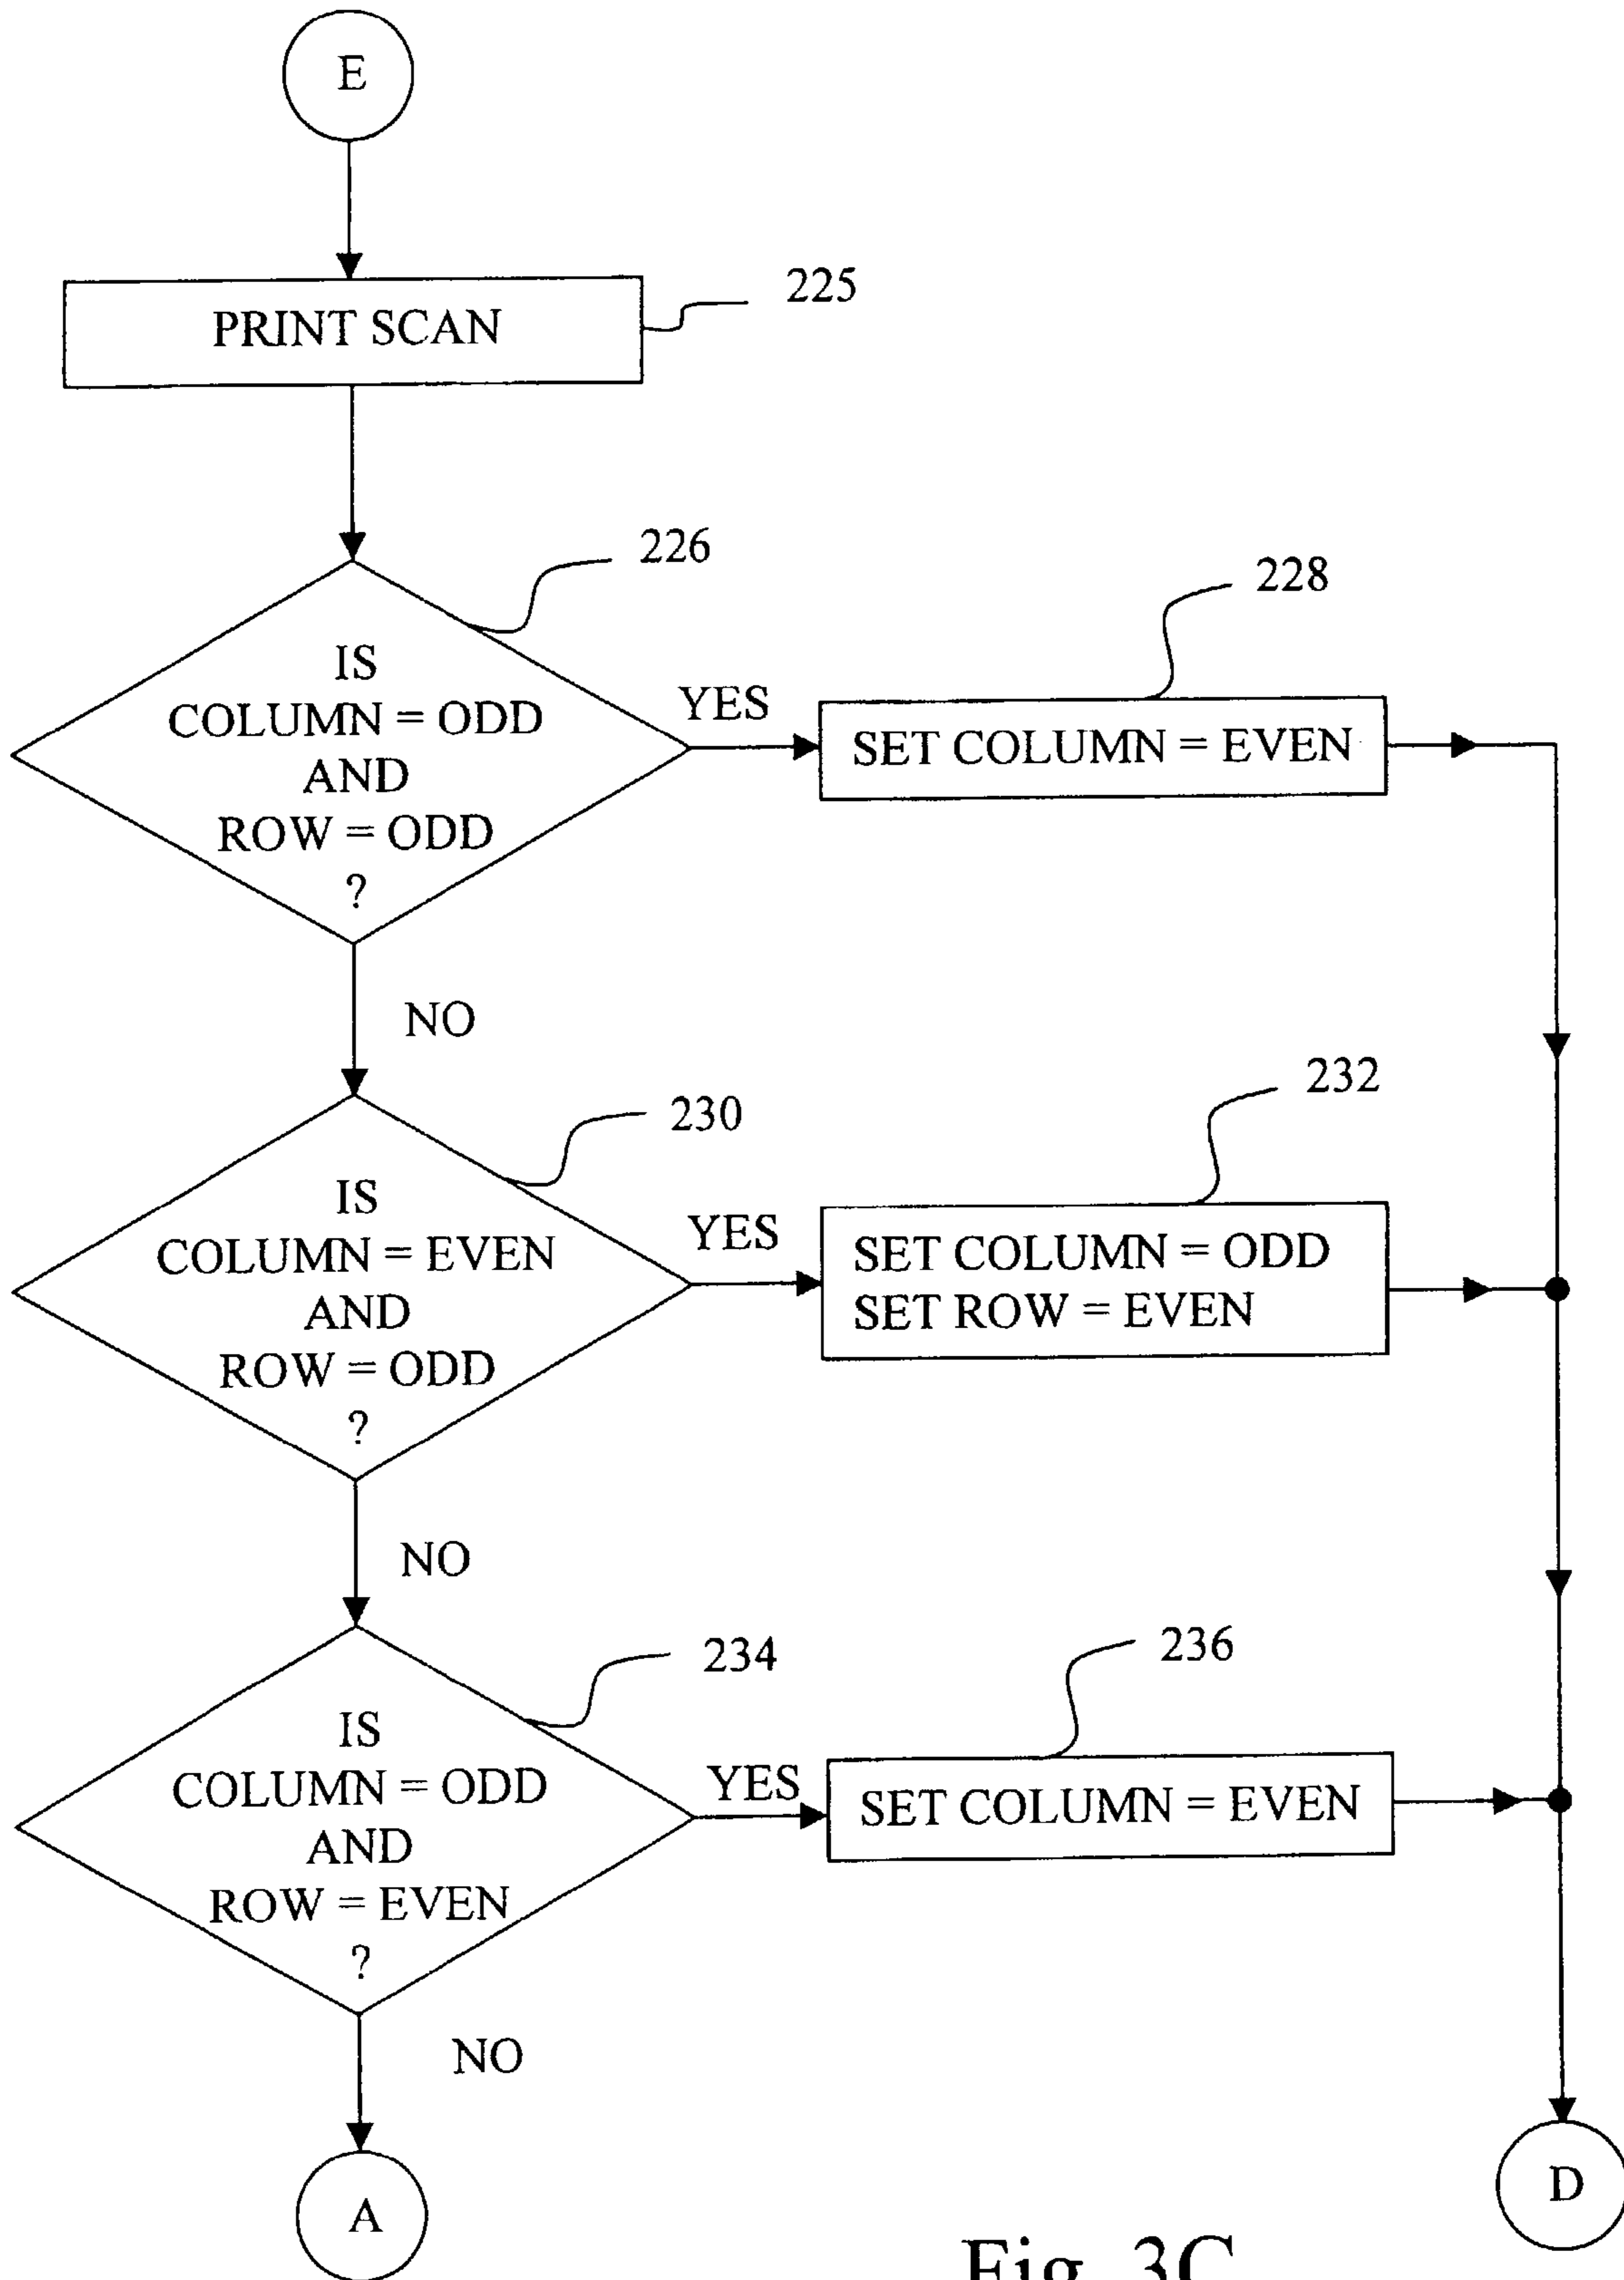 E
PRINT SCAN
225
226
IS
COLUMN = ODD
AND
ROW = ODD
?
YES
228
SET COLUMN = EVEN
NO
230
IS
COLUMN = EVEN
AND
ROW = ODD
?
YES
232
SET COLUMN = ODD
SET ROW = EVEN
NO
234
IS
COLUMN = ODD
AND
ROW = EVEN
?
YES
236
SET COLUMN = EVEN
NO
A
D
Fig. 3C